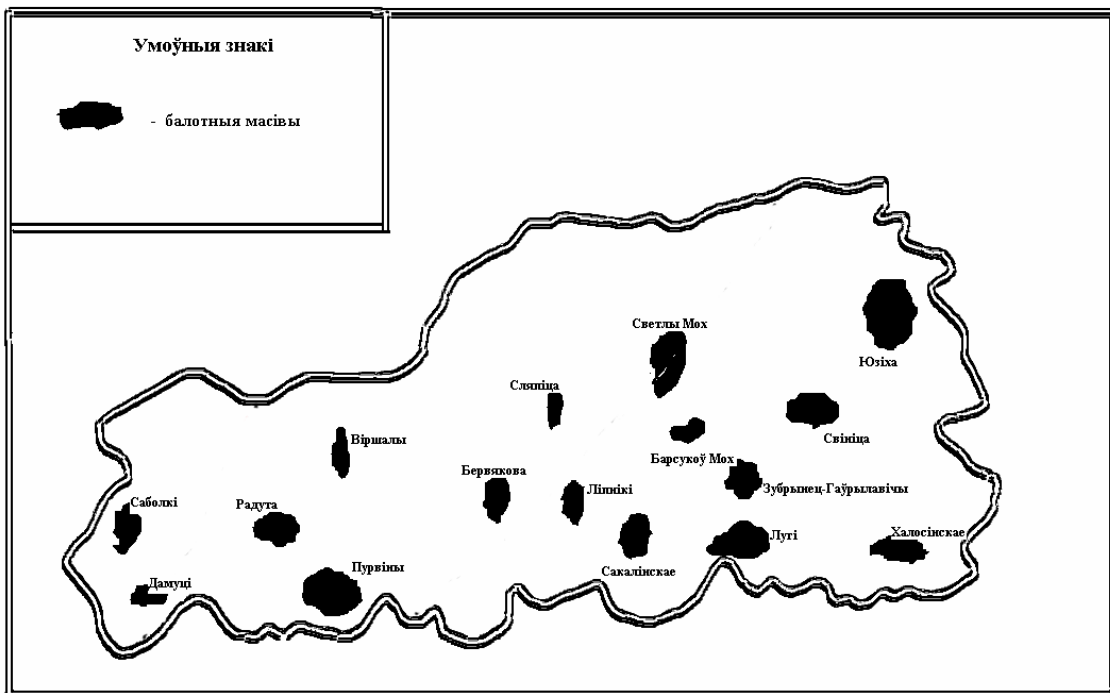 Умоўныя знакі
- балотныя масівы
Светлы Мох
Юзіха
Сляпіца
Свініца
Віршалы
Барсукоў Мох
Бервякова
Ліпнікі
Зубрынец-Гаўрылавічы
Саболкі
Радута
Лугі
Халосінскае
Сакалінскае
Пурвіны
Дамуці